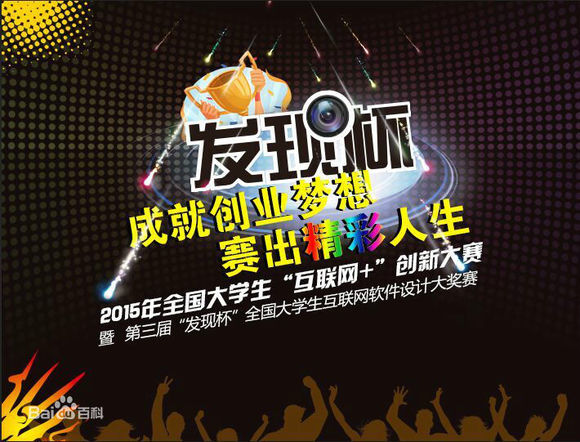 发现杯
成就创业梦想
赛出精彩人生
2015年全国大学生“互联网+”创新大赛
暨 第三届“发现杯”全国大学生互联网软件设计大奖赛
Bai百科